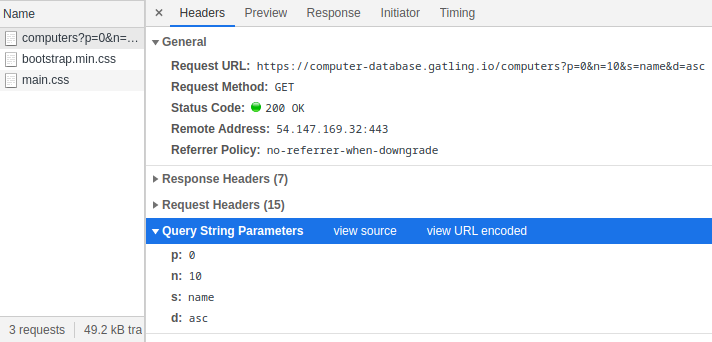 Name
computers?p=0&n=…
bootstrap.min.css
main.css
3 requests 49.2 kB tra
× Headers Preview Response Initiator Timing
General
Request URL: https://computer-database.gatling.io/computers?p=0&n=10&s=name&d=asc
Request Method: GET
Status Code: 200 OK
Remote Address: 54.147.169.32:443
Referrer Policy: no-referrer-when-downgrade
Response Headers (7)
Request Headers (15)
Query String Parameters view source view URL encoded
p: 0
n: 10
s: name
d: asc